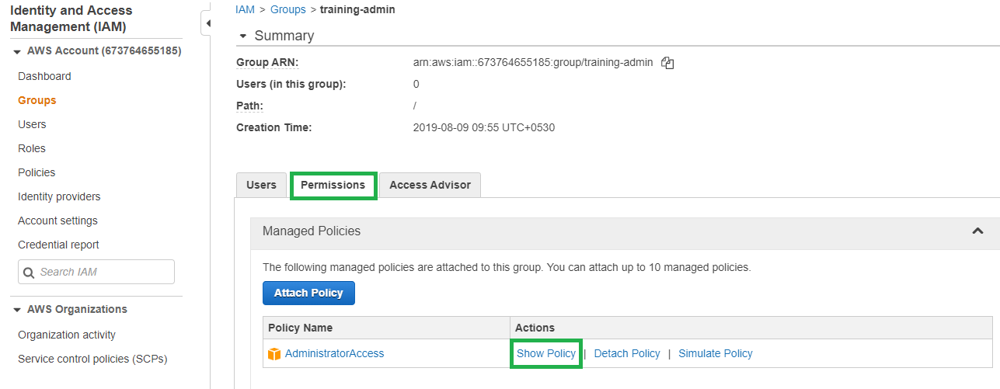 Identity and Access
Management (IAM)
AWS Account (673764655185)
Dashboard
Groups
Users
Roles
Policies
Identity providers
Account settings
Credential report
Search IAM
AWS Organizations
Organization activity
Service control policies (SCPs)
IAM > Groups > training-admin
Summary
Group ARN: arn:aws:iam::673764655185:group/training-admin
Users (in this group): 0
Path: /
Creation Time: 2019-08-09 09:55 UTC+0530
Users Permissions Access Advisor
Managed Policies
The following managed policies are attached to this group. You can attach up to 10 managed policies.
Attach Policy
Policy Name Actions
AdministratorAccess Show Policy | Detach Policy | Simulate Policy